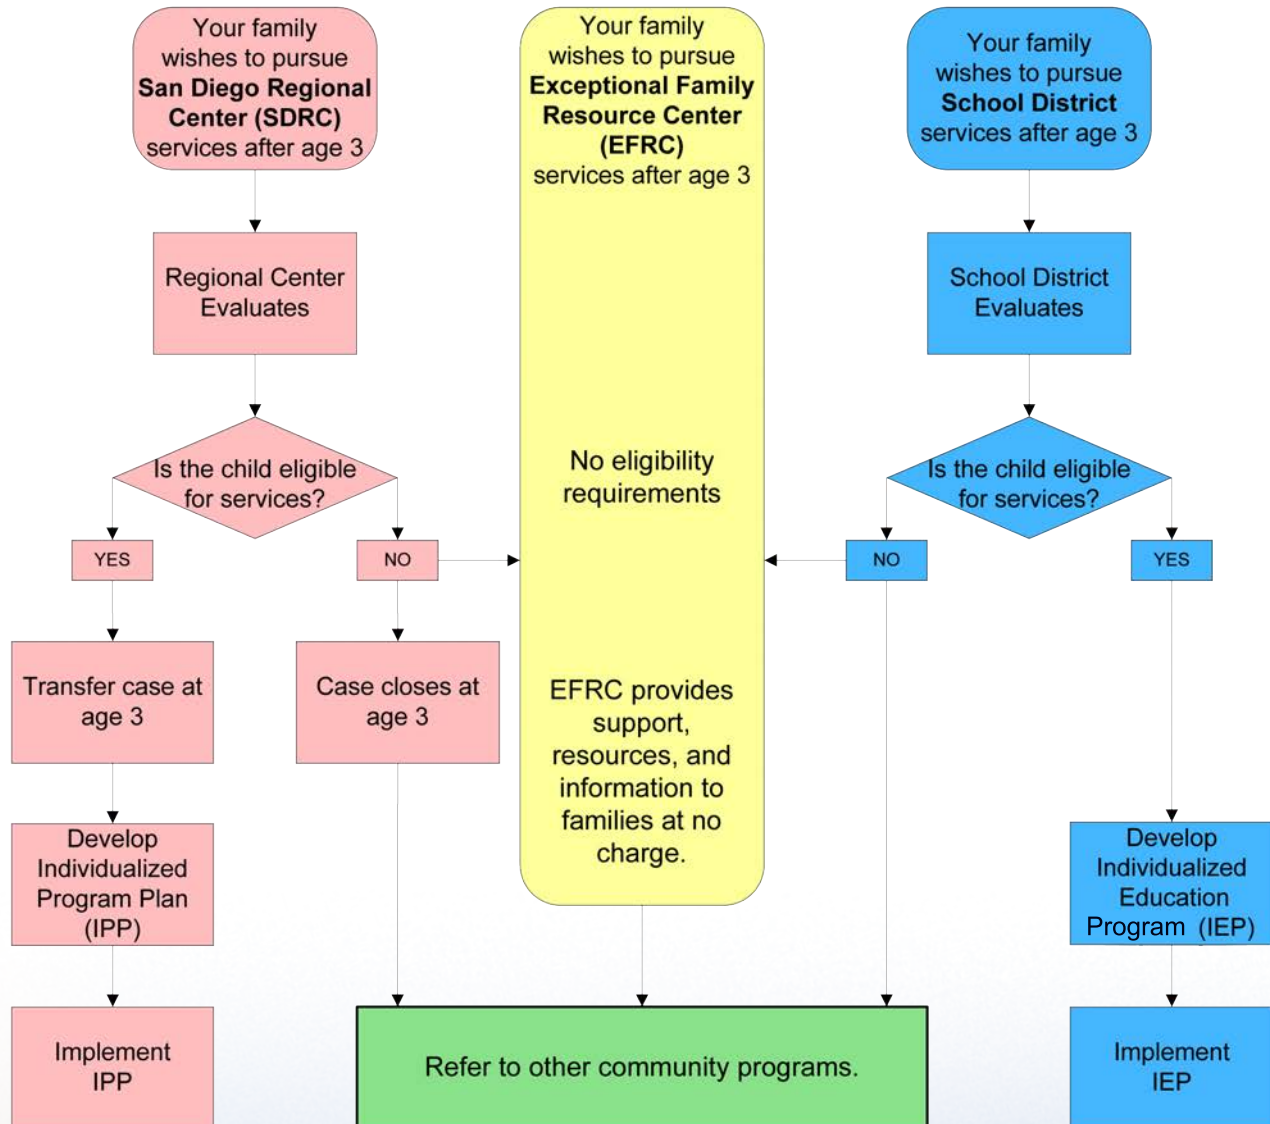 Your family
wishes to pursue
San Diego Regional
Center (SDRC)
services after age 3
Regional Center
Evaluates
Is the child eligible
for services?
YES
NO
Transfer case at
age 3
Case closes at
age 3
Develop
Individualized
Program Plan
(IPP)
Implement
IPP
Your family
wishes to pursue
Exceptional Family
Resource Center
(EFRC)
services after age 3
No eligibility
requirements
EFRC provides
support,
resources, and
information to
families at no
charge.
Refer to other community programs.
Your family
wishes to pursue
School District
services after age 3
School District
Evaluates
Is the child eligible
for services?
NO
YES
Develop
Individualized
Education
Program (IEP)
Implement
IEP